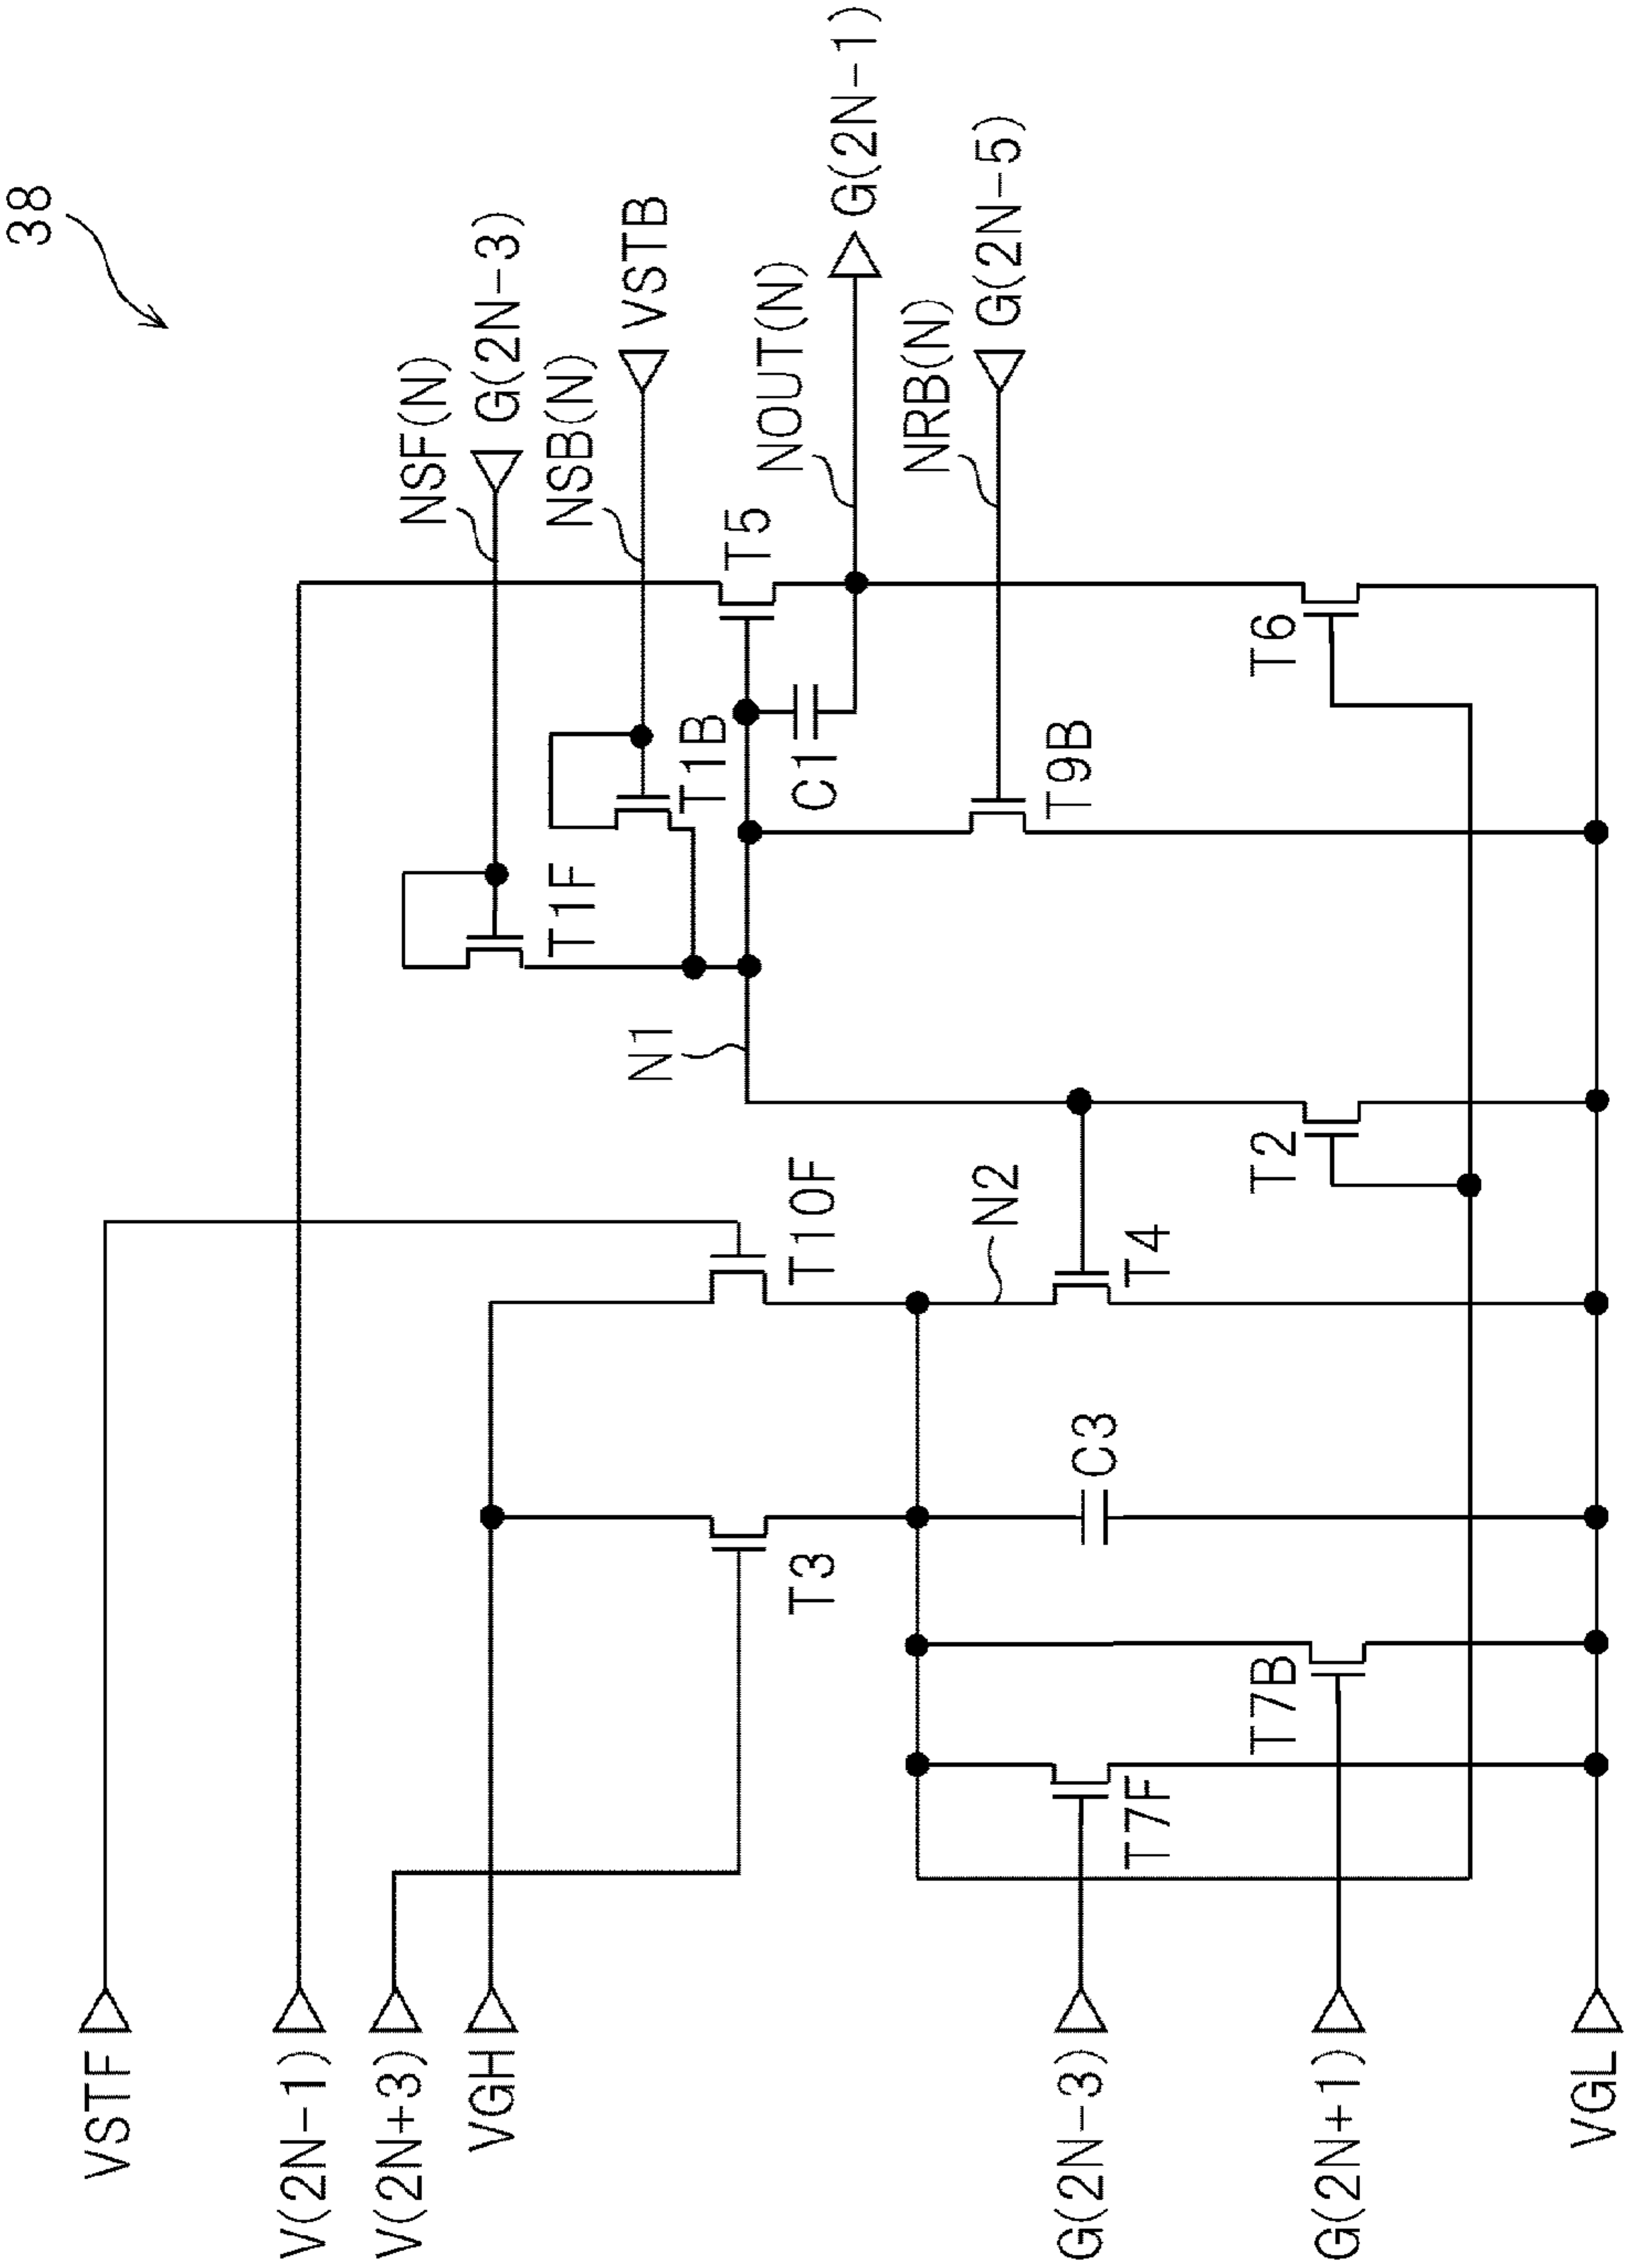 38
NSF(N)
G(2N-3)
NSB(N)
VSTB
NOUT(N)
G(2N-1)
NRB(N)
G(2N-5)
T1F
T1B
T5
C1
T9B
T6
N1
T10F
N2
T4
T2
T3
C3
T7F
T7B
VSTF
V(2N-1)
V(2N+3)
VGH
G(2N-3)
G(2N+1)
VGL